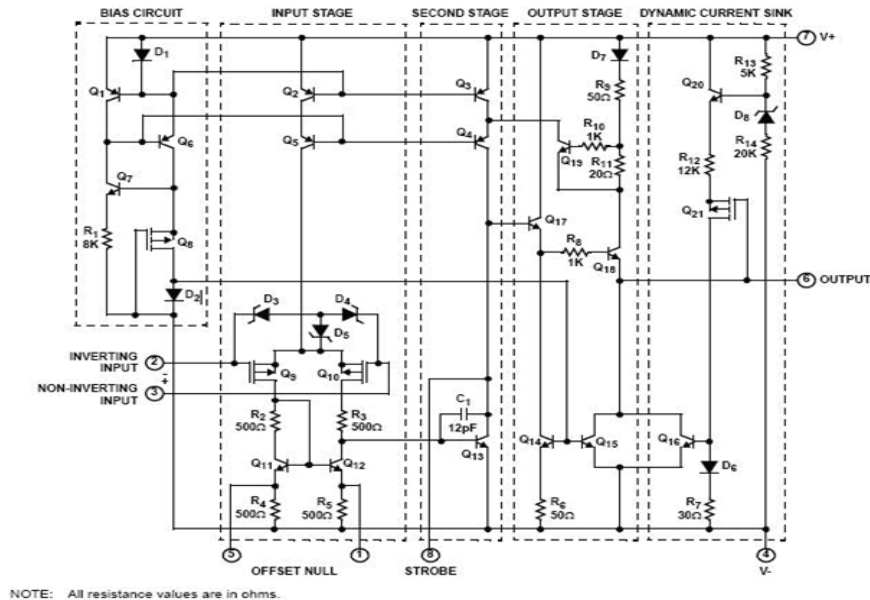 BIAS CIRCUIT
INPUT STAGE
SECOND STAGE
OUTPUT STAGE
DYNAMIC CURRENT SINK
7 V+
D1
D7
R13
5K
Q1
Q2
Q3
R9
50Ω
Q20
D8
Q6
Q5
Q4
R10
1K
R14
20K
Q19
R11
20Ω
R12
12K
Q7
Q21
Q17
R1
8K
Q8
R8
1K
Q18
6 OUTPUT
D2
D3
D4
D5
INVERTING
INPUT
2
-
+
NON-INVERTING
INPUT
3
Q9
Q10
C1
12pF
R2
500Ω
R3
500Ω
Q14
Q15
Q16
Q13
Q11
Q12
D6
R4
500Ω
R5
500Ω
R6
50Ω
R7
30Ω
5
1
8
4
OFFSET NULL
STROBE
V-
NOTE: All resistance values are in ohms.